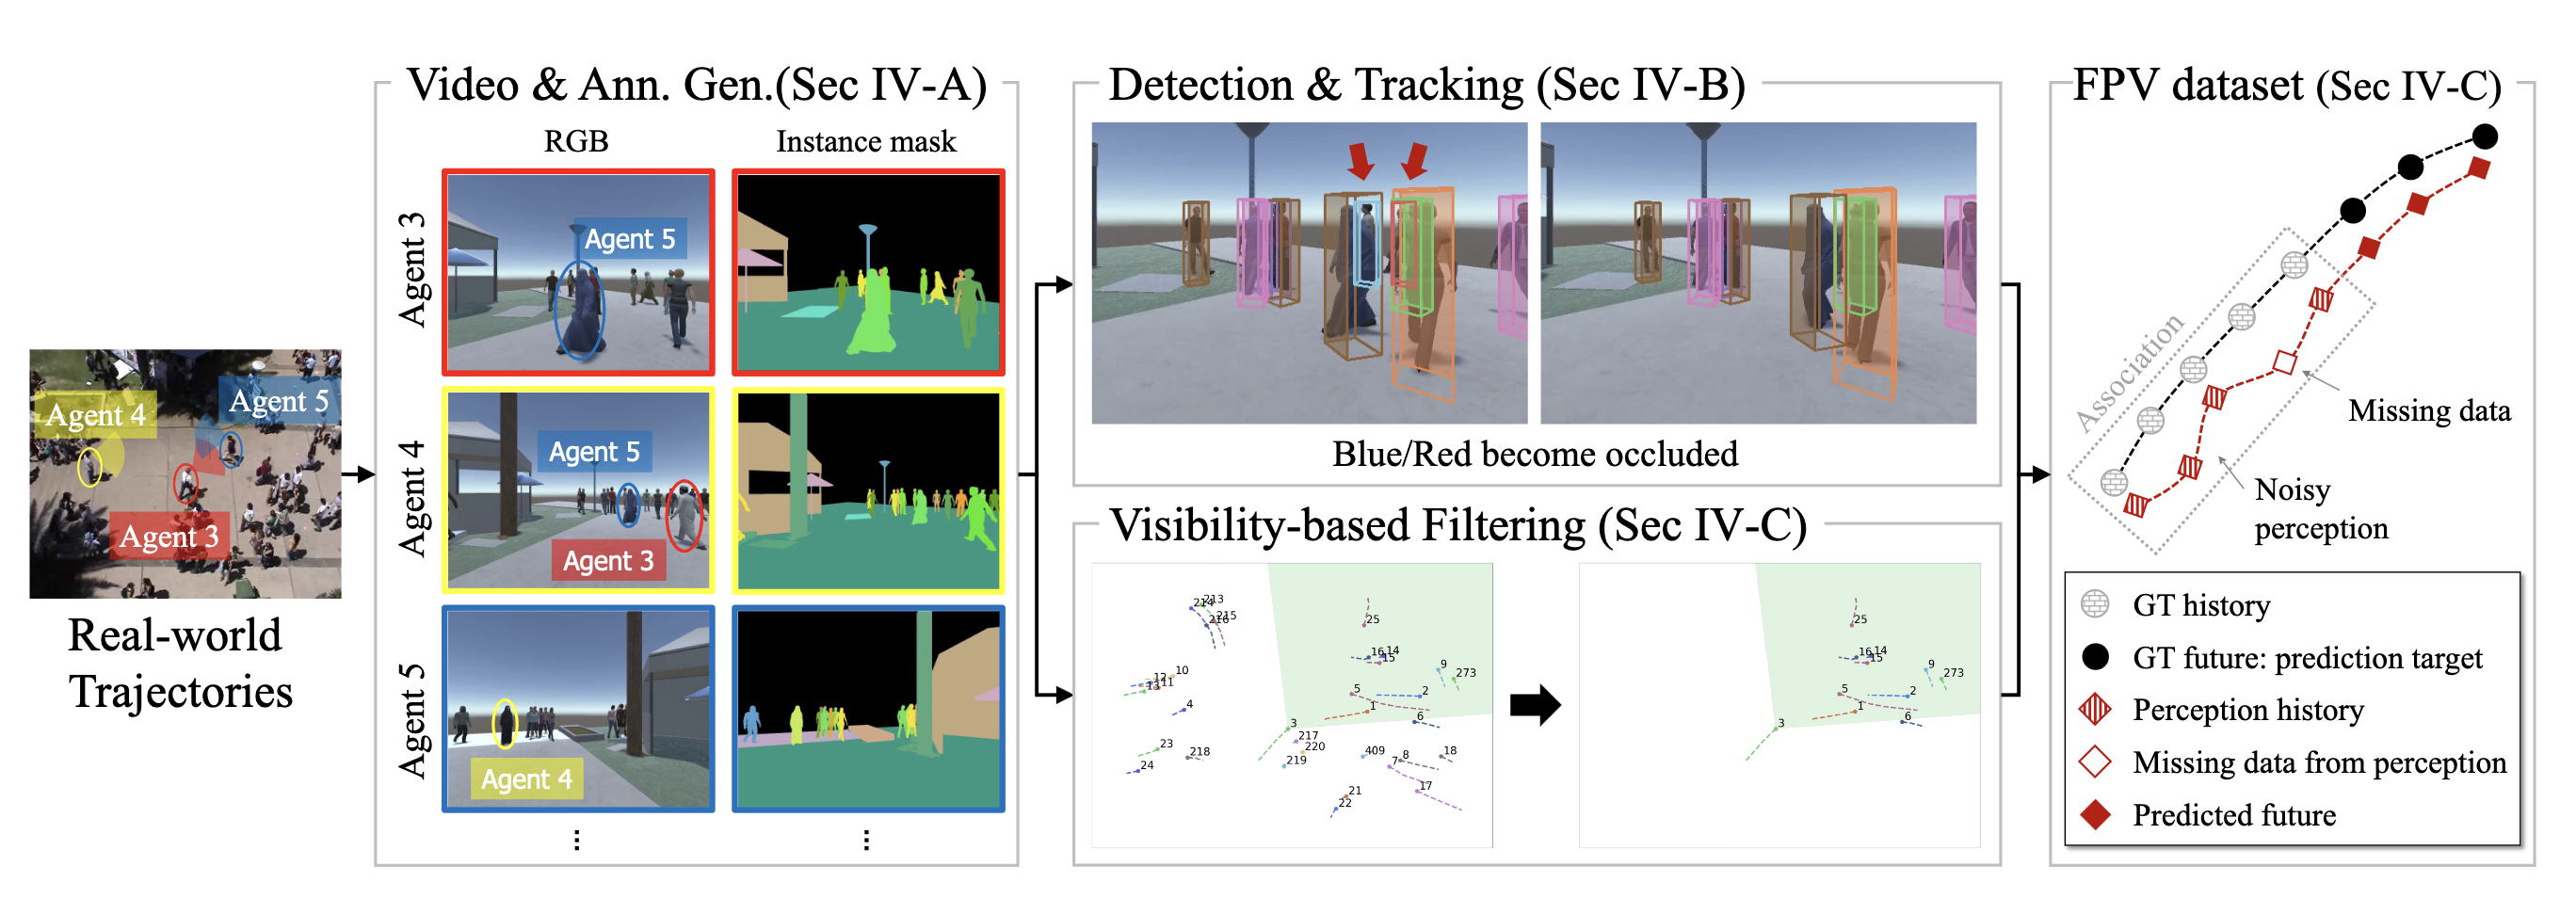 Real-world
Trajectories
Agent 4
Agent 5
Agent 3
Video & Ann. Gen.(Sec IV-A)
RGB
Instance mask
Agent 3
Agent 5
Agent 4
Agent 5
Agent 3
Agent 5
Agent 4
⋮
⋮
Detection & Tracking (Sec IV-B)
Blue/Red become occluded
Visibility-based Filtering (Sec IV-C)
214
213
215
216
25
16
14
15
9
273
10
12
11
13
5
2
4
1
6
3
217
220
219
23
218
24
409
8
7
18
17
21
22
25
16
14
15
9
273
5
2
1
6
3
FPV dataset (Sec IV-C)
Association
Missing data
Noisy
perception
GT history
GT future: prediction target
Perception history
Missing data from perception
Predicted future